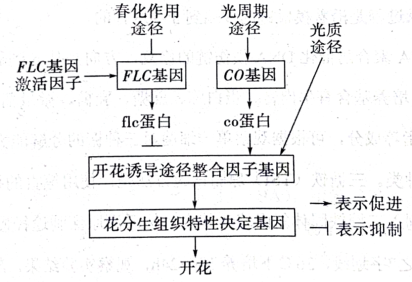 春化作用
途径
光周期
途径
光质
途径
FLC基因
激活因子
FLC基因
CO基因
flc蛋白
co蛋白
开花诱导途径整合因子基因
花分生组织特性决定基因
开花
表示促进
表示抑制